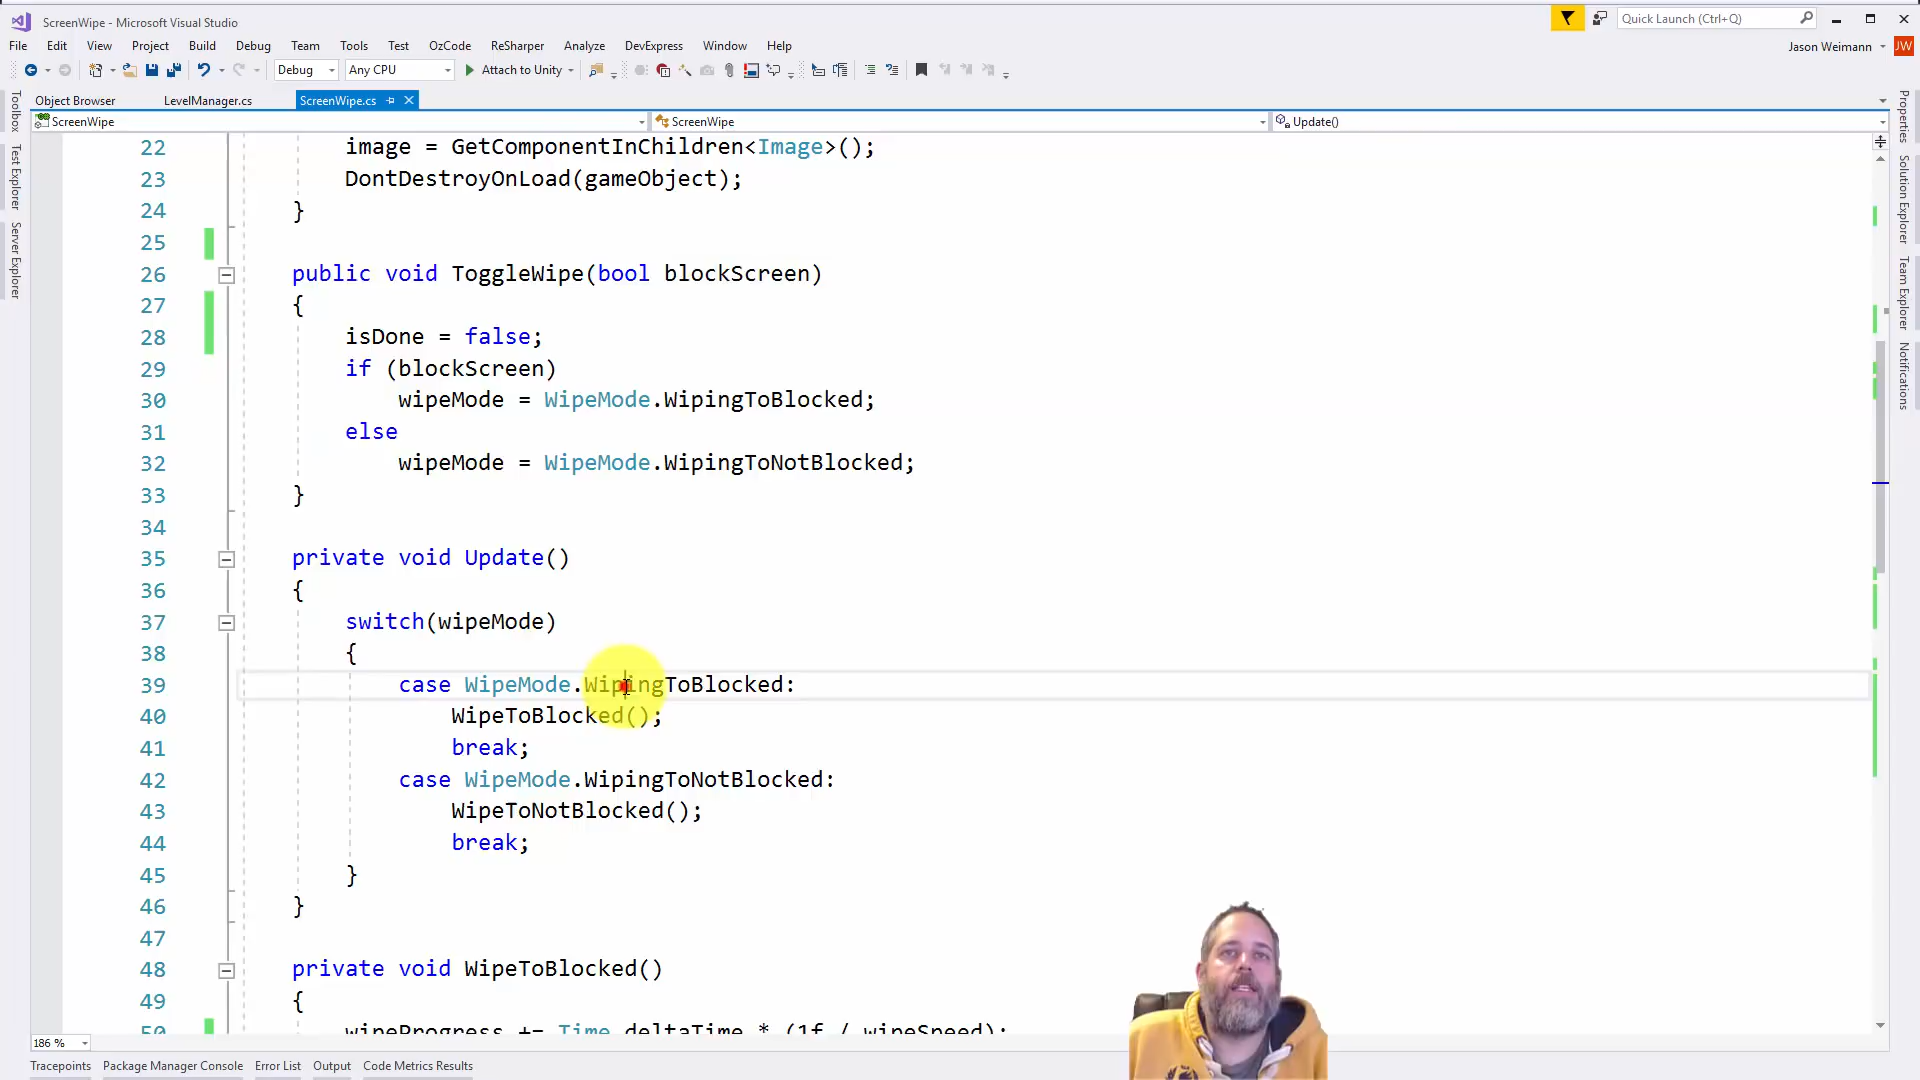 ScreenWipe - Microsoft Visual Studio
Quick Launch (Ctrl+Q)
File Edit View Project Build Debug Team Tools Test OzCode ReSharper Analyze DevExpress Window Help
Jason Weimann JW
Debug Any CPU Attach to Unity
Object Browser LevelManager.cs ScreenWipe.cs
ScreenWipe ScreenWipe Update()
Toolbox
Test Explorer
Server Explorer
Properties
Solution Explorer
Team Explorer
Notifications
22 image = GetComponentInChildren<Image>();
23 DontDestroyOnLoad(gameObject);
24 }
25
26 public void ToggleWipe(bool blockScreen)
27 {
28 isDone = false;
29 if (blockScreen)
30 wipeMode = WipeMode.WipingToBlocked;
31 else
32 wipeMode = WipeMode.WipingToNotBlocked;
33 }
34
35 private void Update()
36 {
37 switch(wipeMode)
38 {
39 case WipeMode.WipingToBlocked:
40 WipeToBlocked();
41 break;
42 case WipeMode.WipingToNotBlocked:
43 WipeToNotBlocked();
44 break;
45 }
46 }
47
48 private void WipeToBlocked()
49 {
50 wipeProgress += Time.deltaTime * (1f / wipeSpeed);
186 %
Tracepoints Package Manager Console Error List Output Code Metrics Results